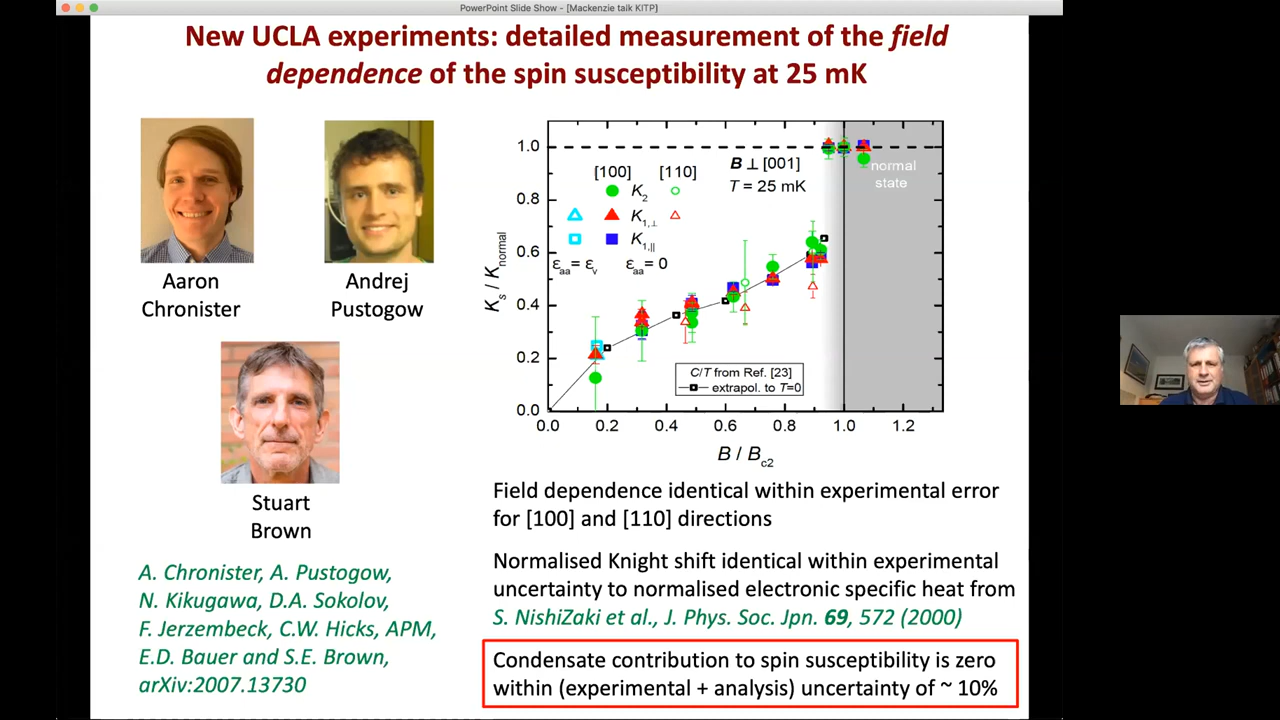 PowerPoint Slide Show - [Mackenzie talk KITP]
New UCLA experiments: detailed measurement of the field
dependence of the spin susceptibility at 25 mK
Aaron
Chronister
Andrej
Pustogow
Stuart
Brown
A. Chronister, A. Pustogow,
N. Kikugawa, D.A. Sokolov,
F. Jerzembeck, C.W. Hicks, APM,
E.D. Bauer and S.E. Brown,
arXiv:2007.13730
K_s / K_normal
1.0
0.8
0.6
0.4
0.2
0.0
B ⊥ [001]
T = 25 mK
[100] [110]
K_2
K_1,⊥
K_1,||
ε_aa = ε_v ε_aa = 0
normal
state
C/T from Ref. [23]
extrapol. to T=0
0.0 0.2 0.4 0.6 0.8 1.0 1.2
B / B_c2
Field dependence identical within experimental error
for [100] and [110] directions
Normalised Knight shift identical within experimental
uncertainty to normalised electronic specific heat from
S. NishiZaki et al., J. Phys. Soc. Jpn. 69, 572 (2000)
Condensate contribution to spin susceptibility is zero
within (experimental + analysis) uncertainty of ~ 10%